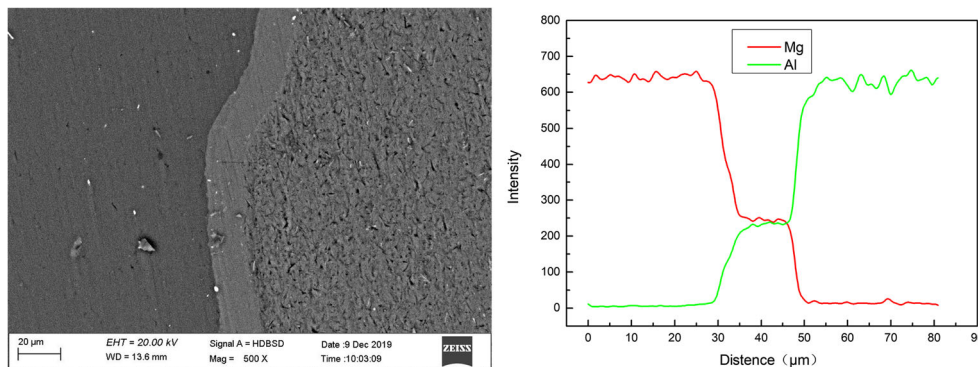 20 µm
EHT = 20.00 kV
WD = 13.6 mm
Signal A = HDBSD
Mag = 500 X
Date :9 Dec 2019
Time :10:03:09
ZEISS
800
700
600
500
400
300
200
100
0
Intensity
Mg
Al
0 10 20 30 40 50 60 70 80 9
Distence（µm）